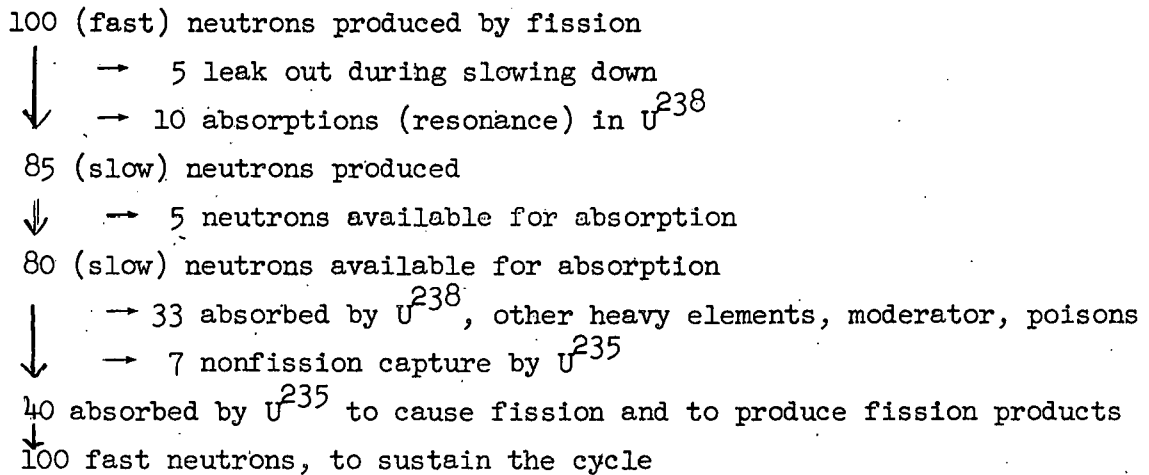 100 (fast) neutrons produced by fission
→ 5 leak out during slowing down
→ 10 absorptions (resonance) in U²³⁸
85 (slow) neutrons produced
→ 5 neutrons available for absorption
80 (slow) neutrons available for absorption
→ 33 absorbed by U²³⁸, other heavy elements, moderator, poisons
→ 7 nonfission capture by U²³⁵
40 absorbed by U²³⁵ to cause fission and to produce fission products
100 fast neutrons, to sustain the cycle